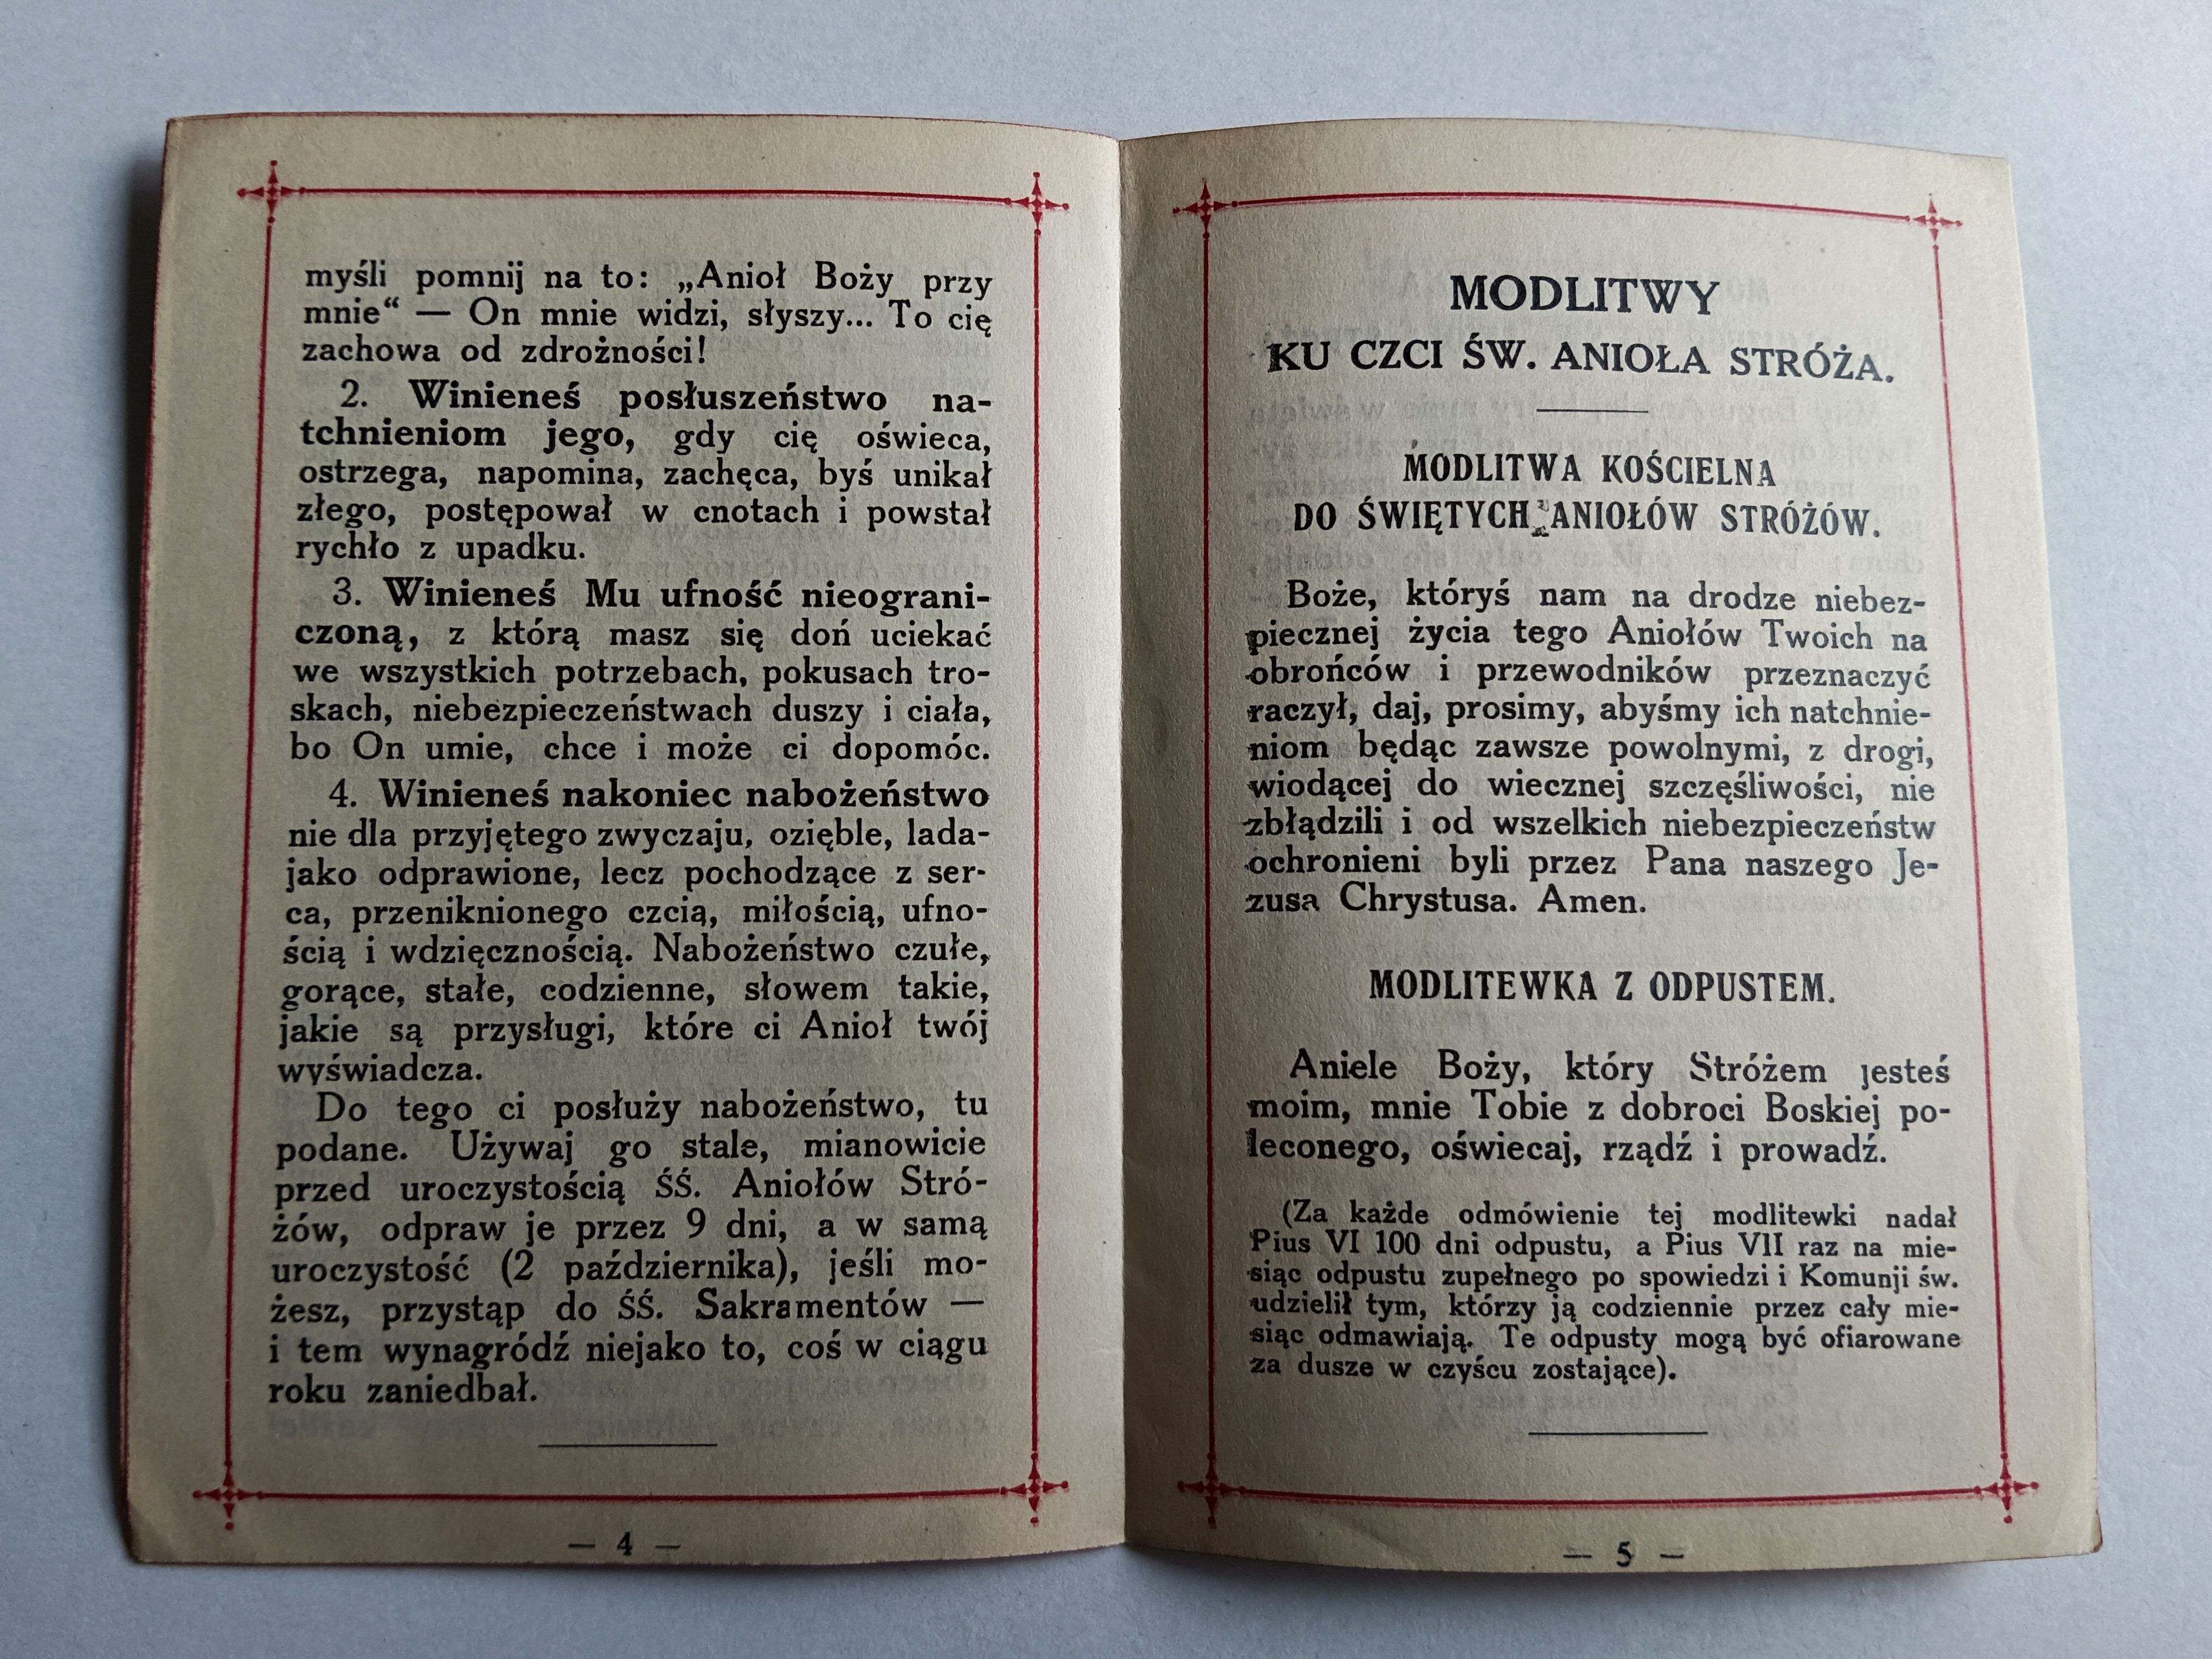 myśli pomnij na to: „Anioł Boży przy
mnie“ — On mnie widzi, słyszy... To cię
zachowa od zdrożności!
2. Winieneś posłuszeństwo na-
tchnieniom jego, gdy cię oświeca,
ostrzega, napomina, zachęca, byś unikał
złego, postępował w cnotach i powstał
rychło z upadku.
3. Winieneś Mu ufność nieograni-
czoną, z którą masz się doń uciekać
we wszystkich potrzebach, pokusach tro-
skach, niebezpieczeństwach duszy i ciała,
bo On umie, chce i może ci dopomóc.
4. Winieneś nakoniec nabożeństwo
nie dla przyjętego zwyczaju, ozięble, lada-
jako odprawione, lecz pochodzące z ser-
ca, przeniknionego czcią, miłością, ufno-
ścią i wdzięcznością. Nabożeństwo czułe,
gorące, stałe, codzienne, słowem takie,
jakie są przysługi, które ci Anioł twój
wyświadcza.
Do tego ci posłuży nabożeństwo, tu
podane. Używaj go stale, mianowicie
przed uroczystością ŚŚ. Aniołów Stró-
żów, odpraw je przez 9 dni, a w samą
uroczystość (2 października), jeśli mo-
żesz, przystąp do ŚŚ. Sakramentów —
i tem wynagródź niejako to, coś w ciągu
roku zaniedbał.
— 4 —
MODLITWY
KU CZCI ŚW. ANIOŁA STRÓŻA.
MODLITWA KOŚCIELNA
DO ŚWIĘTYCH ANIOŁÓW STRÓŻÓW.
Boże, któryś nam na drodze niebez-
piecznej życia tego Aniołów Twoich na
obrońców i przewodników przeznaczyć
raczył, daj, prosimy, abyśmy ich natchnie-
niom będąc zawsze powolnymi, z drogi,
wiodącej do wiecznej szczęśliwości, nie
zbłądzili i od wszelkich niebezpieczeństw
ochronieni byli przez Pana naszego Je-
zusa Chrystusa. Amen.
MODLITEWKA Z ODPUSTEM.
Aniele Boży, który Stróżem jesteś
moim, mnie Tobie z dobroci Boskiej po-
leconego, oświecaj, rządź i prowadź.
(Za każde odmówienie tej modlitewki nadał
Pius VI 100 dni odpustu, a Pius VII raz na mie-
siąc odpustu zupełnego po spowiedzi i Komunji św.
udzielił tym, którzy ją codziennie przez cały mie-
siąc odmawiają. Te odpusty mogą być ofiarowane
za dusze w czyścu zostające).
— 5 —